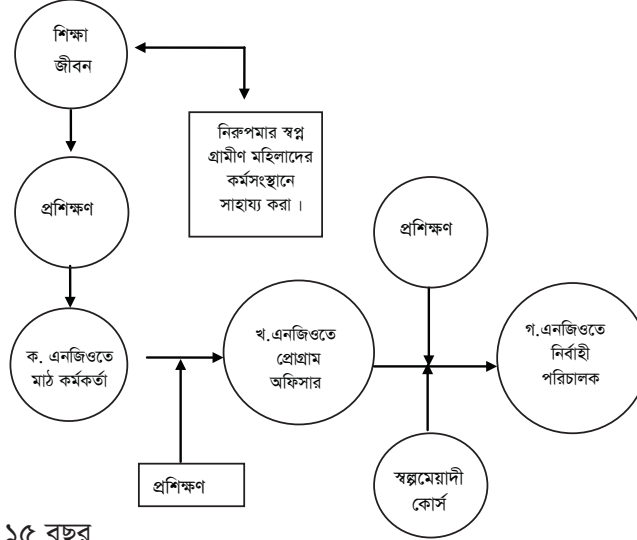 শিক্ষা
জীবন
নিরুপমার স্বপ্ন
গ্রামীণ মহিলাদের
কর্মসংস্থানে
সাহায্য করা ।
প্রশিক্ষণ
প্রশিক্ষণ
ক. এনজিওতে
মাঠ কর্মকর্তা
খ.এনজিওতে
প্রোগ্রাম
অফিসার
গ.এনজিওতে
নির্বাহী
পরিচালক
প্রশিক্ষণ
স্বল্পমেয়াদী
কোর্স
১৫ বছর